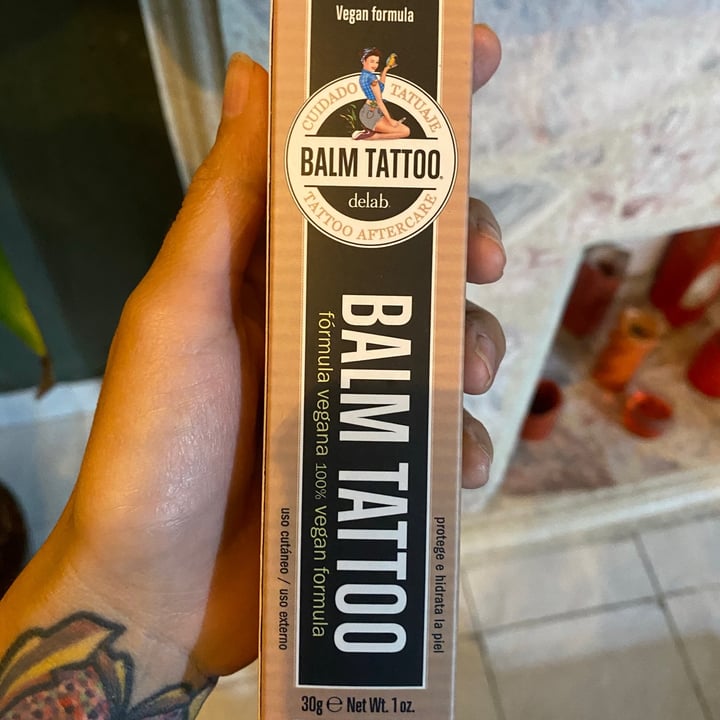 Vegan formula
CUIDADO TATUAJE
BALM TATTOO®
delab
TATTOO AFTERCARE
BALM TATTOO
fórmula vegana 100% vegan formula
uso cutáneo / uso externo
protege e hidrata la piel
30g ℮ Net Wt. 1 oz.